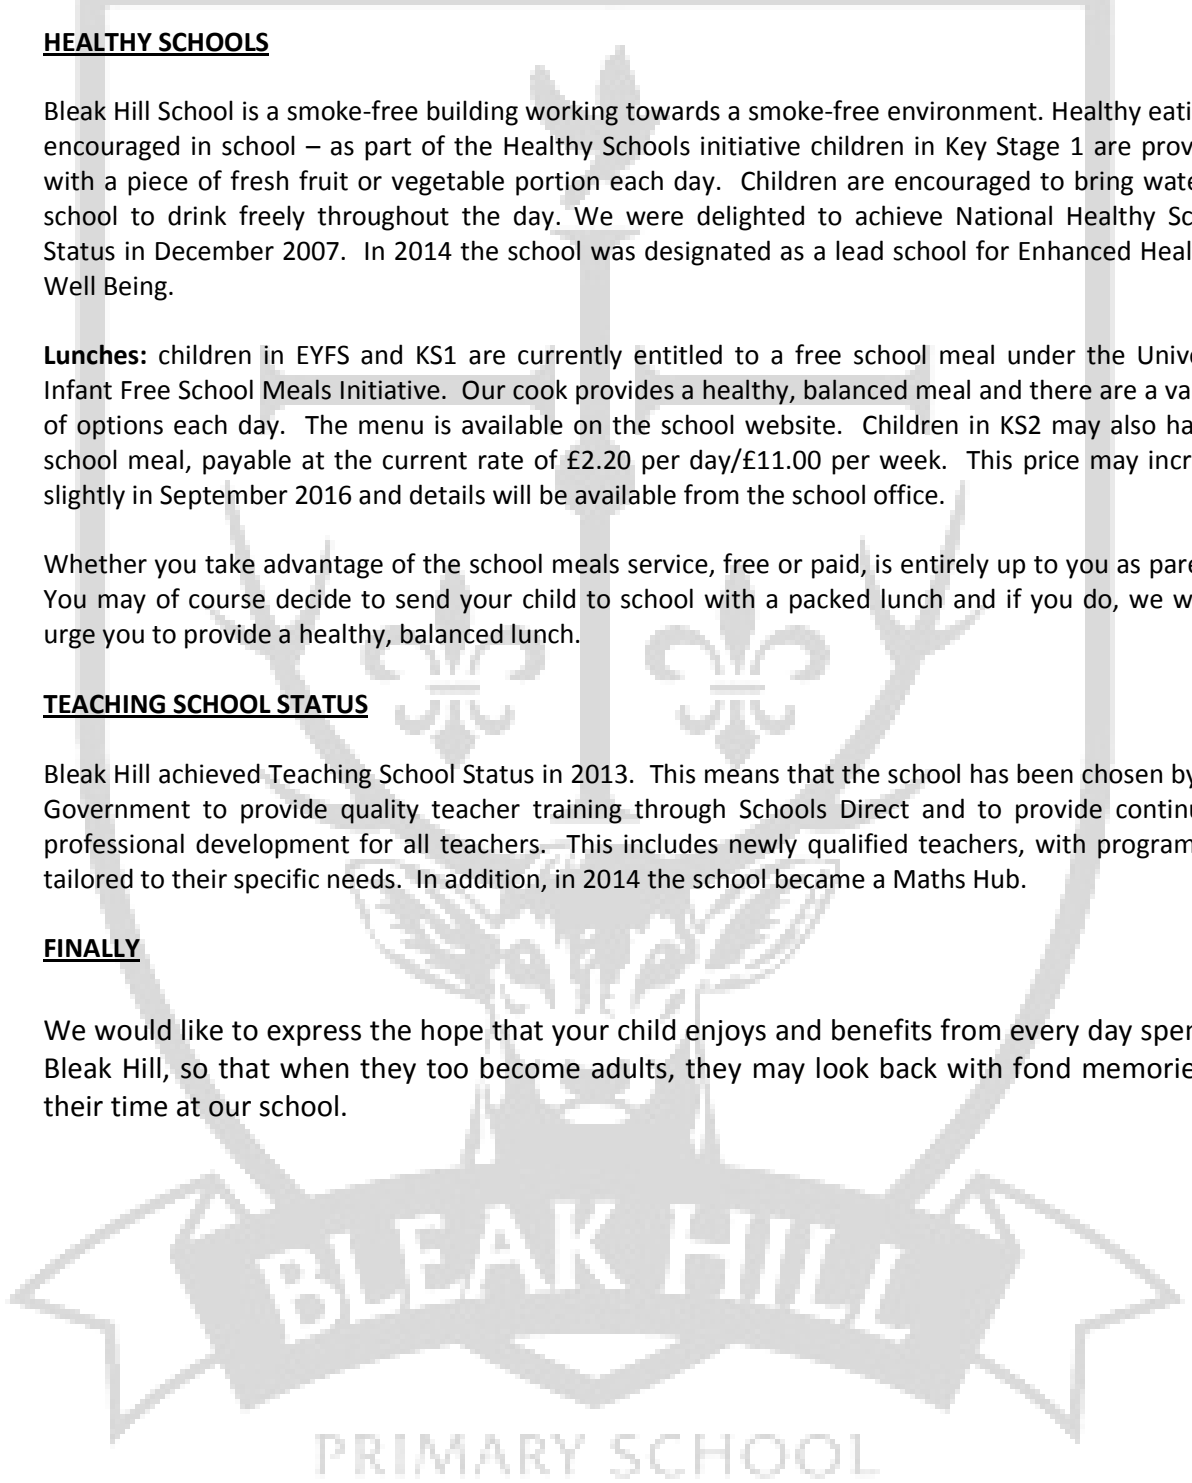 HEALTHY SCHOOLS
Bleak Hill School is a smoke-free building working towards a smoke-free environment. Healthy eati
encouraged in school – as part of the Healthy Schools initiative children in Key Stage 1 are prov
with a piece of fresh fruit or vegetable portion each day. Children are encouraged to bring wate
school to drink freely throughout the day. We were delighted to achieve National Healthy Sc
Status in December 2007. In 2014 the school was designated as a lead school for Enhanced Heal
Well Being.
Lunches: children in EYFS and KS1 are currently entitled to a free school meal under the Unive
Infant Free School Meals Initiative. Our cook provides a healthy, balanced meal and there are a va
of options each day. The menu is available on the school website. Children in KS2 may also ha
school meal, payable at the current rate of £2.20 per day/£11.00 per week. This price may incr
slightly in September 2016 and details will be available from the school office.
Whether you take advantage of the school meals service, free or paid, is entirely up to you as pare
You may of course decide to send your child to school with a packed lunch and if you do, we w
urge you to provide a healthy, balanced lunch.
TEACHING SCHOOL STATUS
Bleak Hill achieved Teaching School Status in 2013. This means that the school has been chosen by
Government to provide quality teacher training through Schools Direct and to provide continu
professional development for all teachers. This includes newly qualified teachers, with program
tailored to their specific needs. In addition, in 2014 the school became a Maths Hub.
FINALLY
We would like to express the hope that your child enjoys and benefits from every day spen
Bleak Hill, so that when they too become adults, they may look back with fond memorie
their time at our school.
BLEAK HILL
PRIMARY SCHOOL